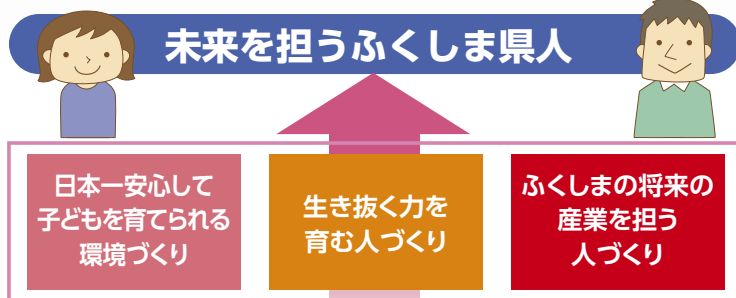 未来を担うふくしま県人
日本一安心して
子どもを育てられる
環境づくり
生き抜く力を
育む人づくり
ふくしまの将来の
産業を担う
人づくり